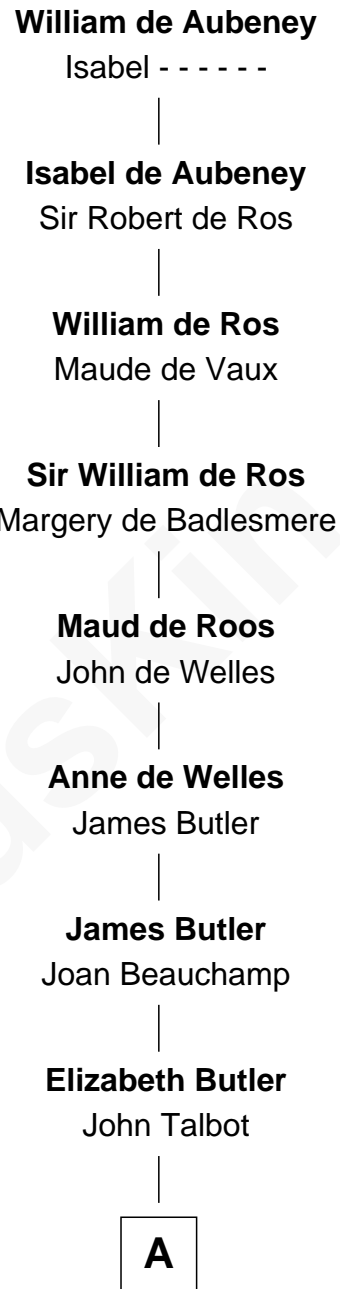 William de Aubeney
Isabel - - - - - -
Isabel de Aubeney
Sir Robert de Ros
William de Ros
Maude de Vaux
Sir William de Ros
Margery de Badlesmere
Maud de Roos
John de Welles
Anne de Welles
James Butler
James Butler
Joan Beauchamp
Elizabeth Butler
John Talbot
A